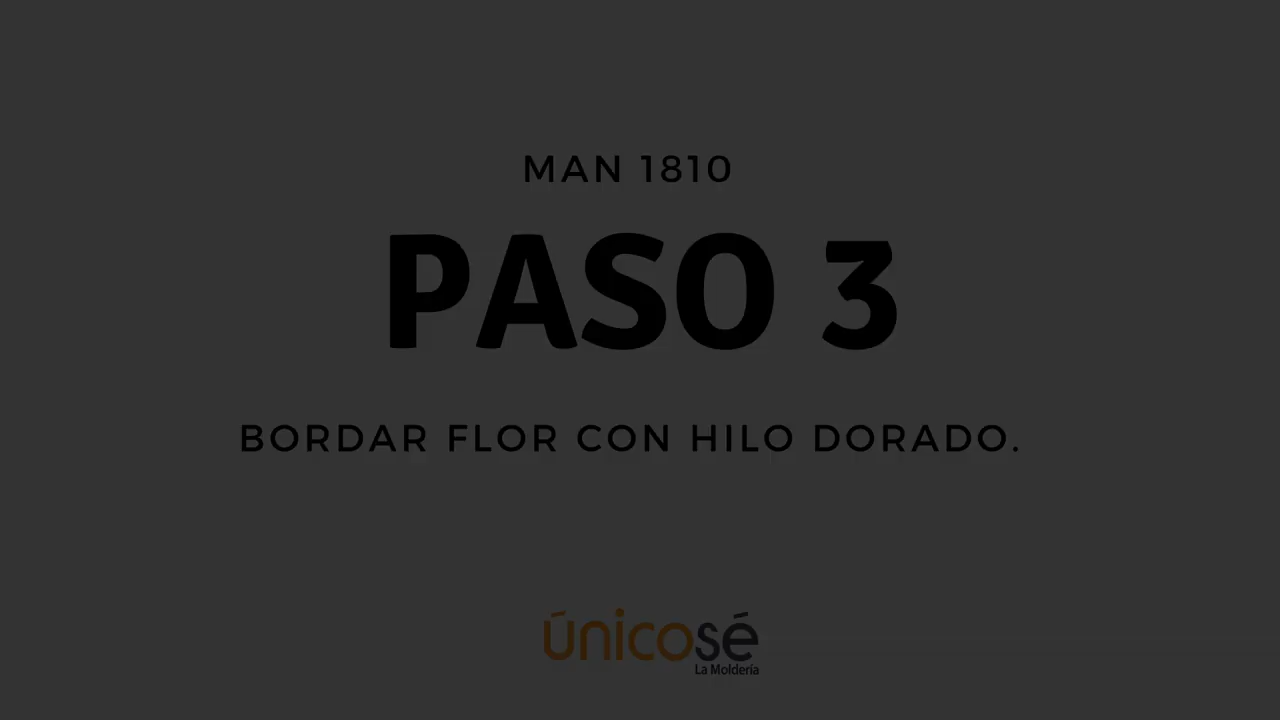 MAN 1810
PASO 3
BORDAR FLOR CON HILO DORADO.
únicosé
La Moldería